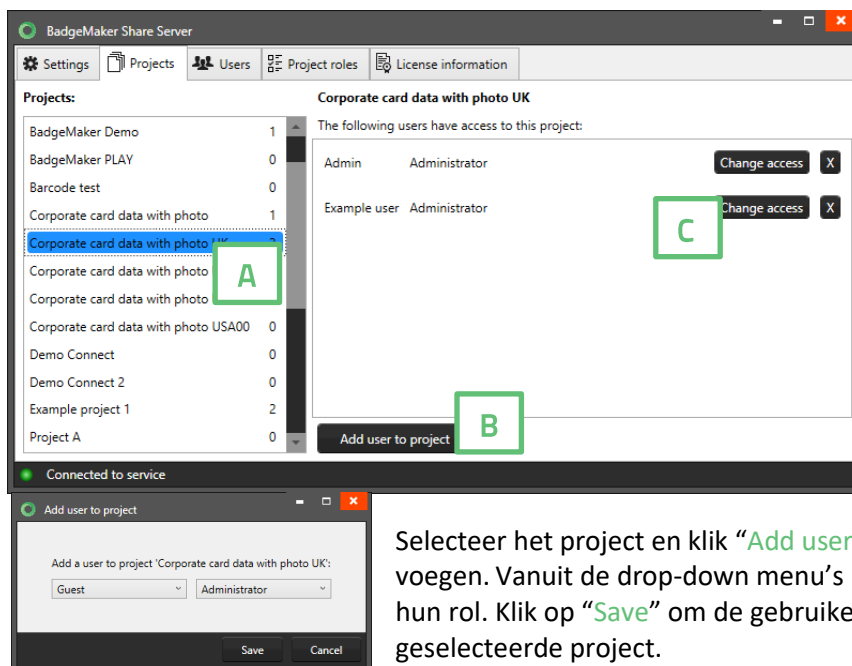 BadgeMaker Share Server
Settings Projects Users Project roles License information
Projects:
BadgeMaker Demo 1
BadgeMaker PLAY 0
Barcode test 0
Corporate card data with photo 1
Corporate card data with photo
Corporate card data with photo
Corporate card data with photo
Corporate card data with photo USA00 0
Demo Connect 0
Demo Connect 2 0
Example project 1 2
Project A 0
A
Corporate card data with photo UK
The following users have access to this project:
Admin Administrator Change access X
Example user Administrator Change access X
C
Add user to project
B
Connected to service
Add user to project
Add a user to project 'Corporate card data with photo UK':
Guest Administrator
Save Cancel
Selecteer het project en klik “Add user
voegen. Vanuit de drop-down menu’s
hun rol. Klik op “Save” om de gebruike
geselecteerde project.